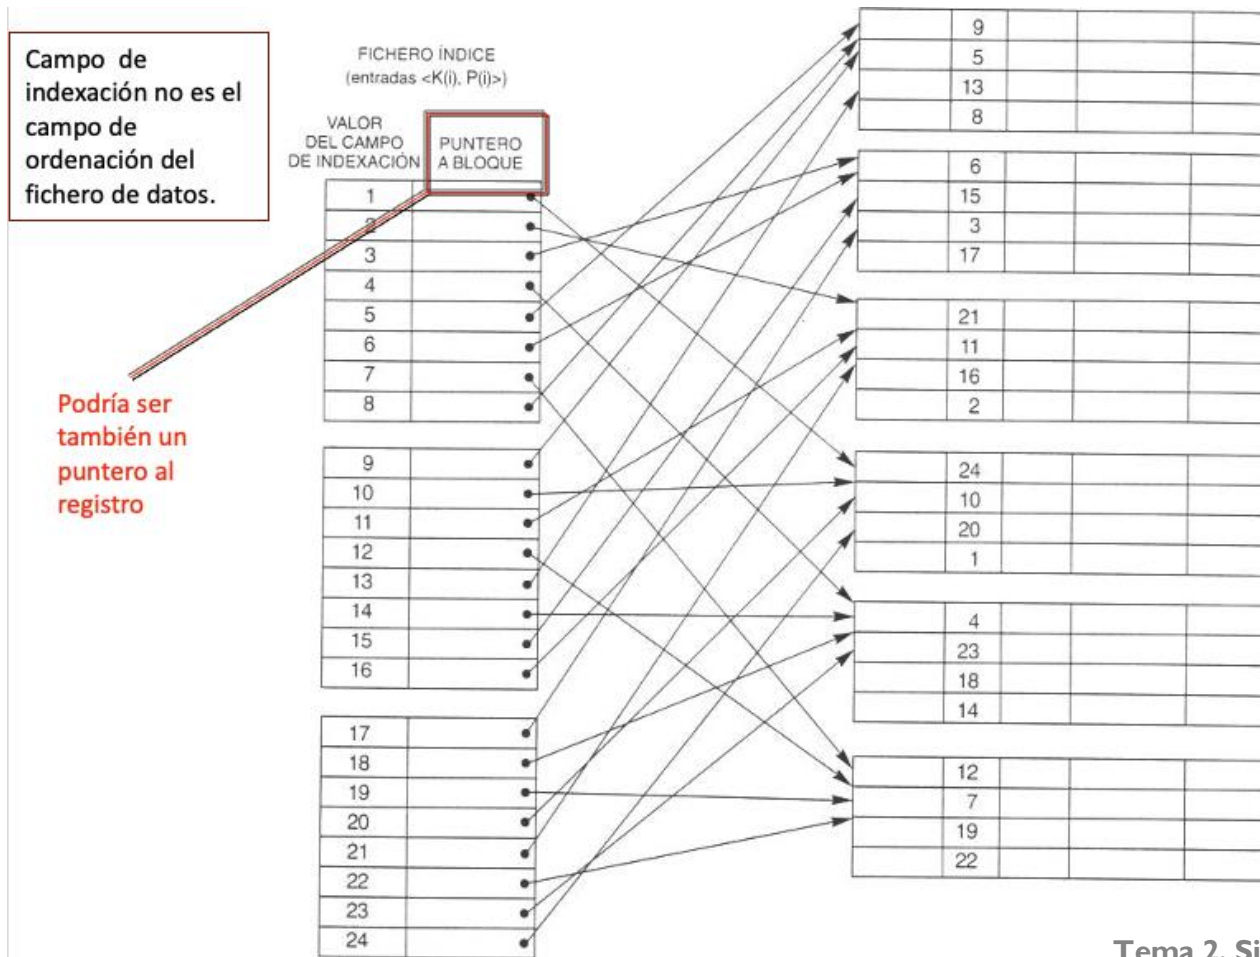 Campo de
indexación no es el
campo de
ordenación del
fichero de datos.
Podría ser
también un
puntero al
registro
FICHERO ÍNDICE
(entradas <K(i), P(i)>)
VALOR
DEL CAMPO
DE INDEXACIÓN
PUNTERO
A BLOQUE
1
2
3
4
5
6
7
8
9
10
11
12
13
14
15
16
17
18
19
20
21
22
23
24
9
5
13
8
6
15
3
17
21
11
16
2
24
10
20
1
4
23
18
14
12
7
19
22
Tema 2. Si